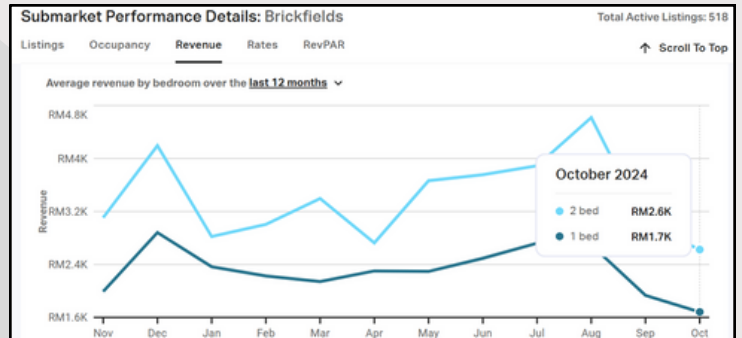 Submarket Performance Details: Brickfields
Total Active Listings: 518
Listings Occupancy Revenue Rates RevPAR
↑ Scroll To Top
Average revenue by bedroom over the last 12 months
RM4.8K
RM4K
RM3.2K
RM2.4K
RM1.6K
Revenue
October 2024
2 bed RM2.6K
1 bed RM1.7K
Nov Dec Jan Feb Mar Apr May Jun Jul Aug Sep Oct